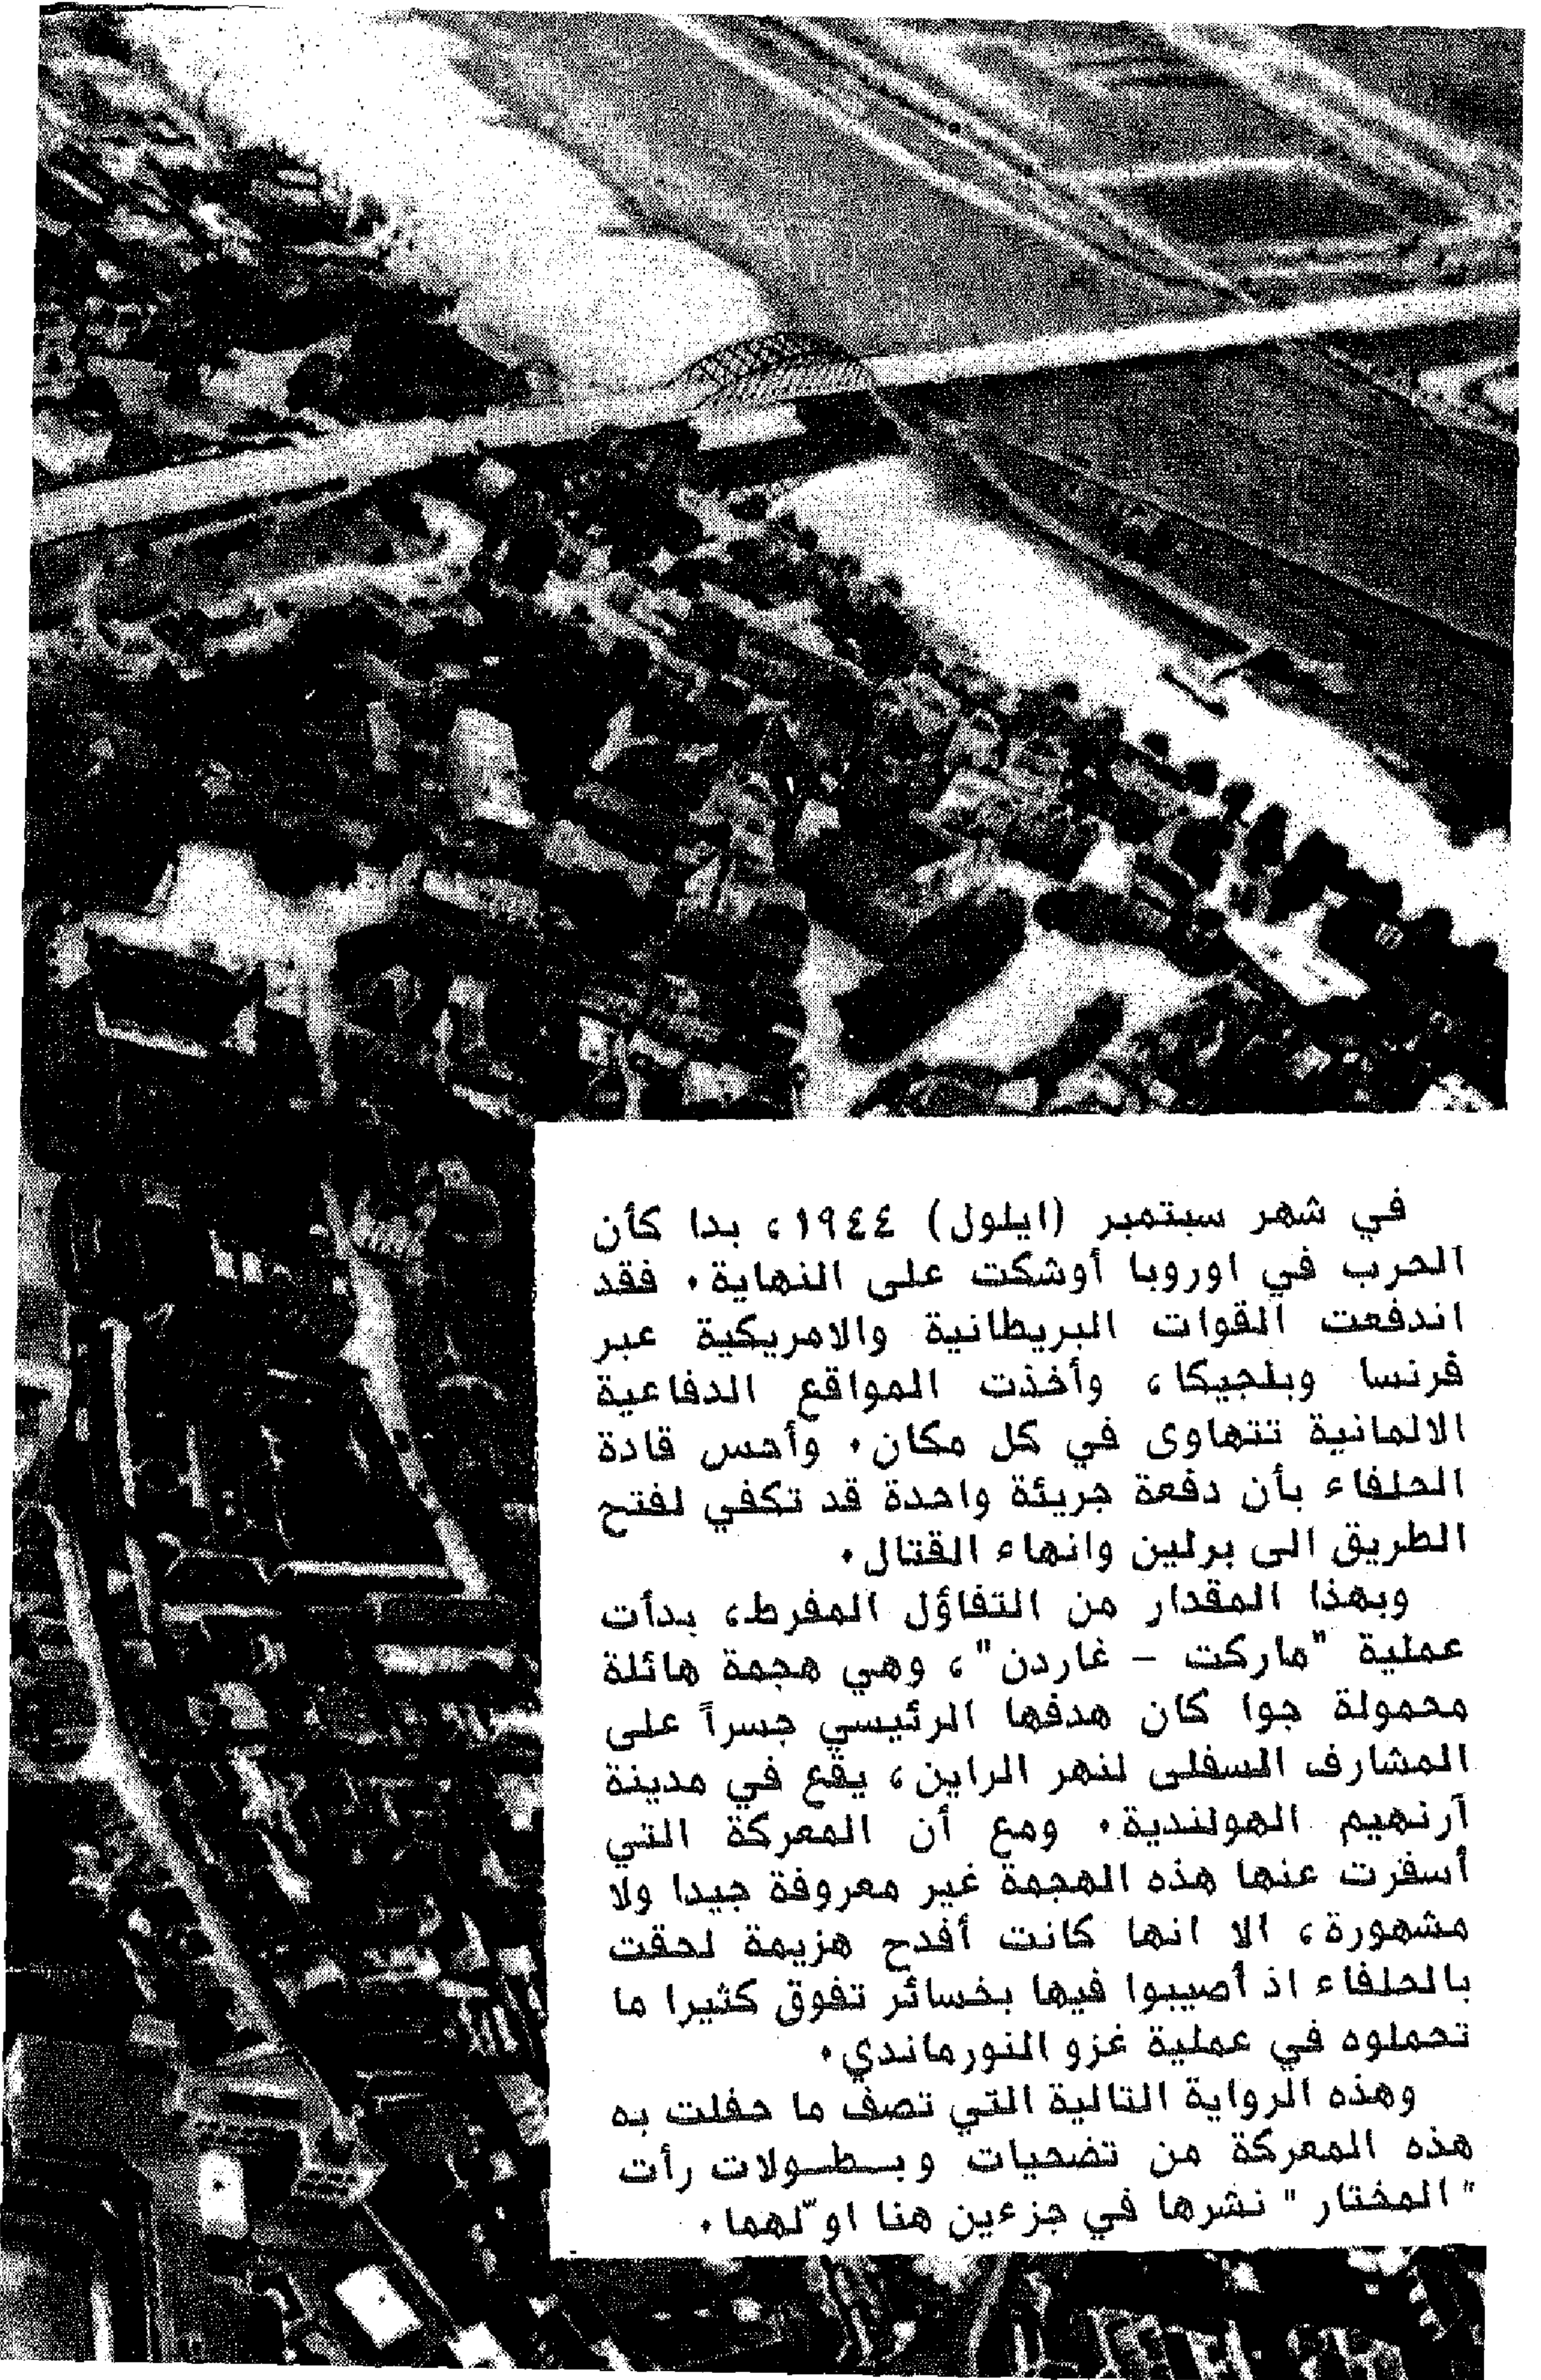 في شهر سبتمبر (ايلول) ١٩٤٤، بدا كأن
الحرب في اوروبا أوشكت على النهاية. فقد
اندفعت القوات البريطانية والامريكية عبر
فرنسا وبلجيكا، وأخذت المواقع الدفاعية
الالمانية تتهاوى في كل مكان. وأحس قادة
الحلفاء بأن دفعة جريئة واحدة قد تكفي لفتح
الطريق الى برلين وانهاء القتال.
وبهذا المقدار من التفاؤل المفرط، بدأت
عملية "ماركت - غاردن"، وهي هجمة هائلة
محمولة جوا كان هدفها الرئيسي جسراً على
المشارف السفلى لنهر الراين، يقع في مدينة
آرنهيم الهولندية. ومع أن المعركة التي
أسفرت عنها هذه الهجمة غير معروفة جيدا ولا
مشهورة، الا انها كانت أفدح هزيمة لحقت
بالحلفاء اذ أصيبوا فيها بخسائر تفوق كثيرا ما
تحملوه في عملية غزو النورماندي.
وهذه الرواية التالية التي تصف ما حفلت به
هذه المعركة من تضحيات وبـطـولات رأت
"المختار" نشرها في جزءين هنا اوّلهما.